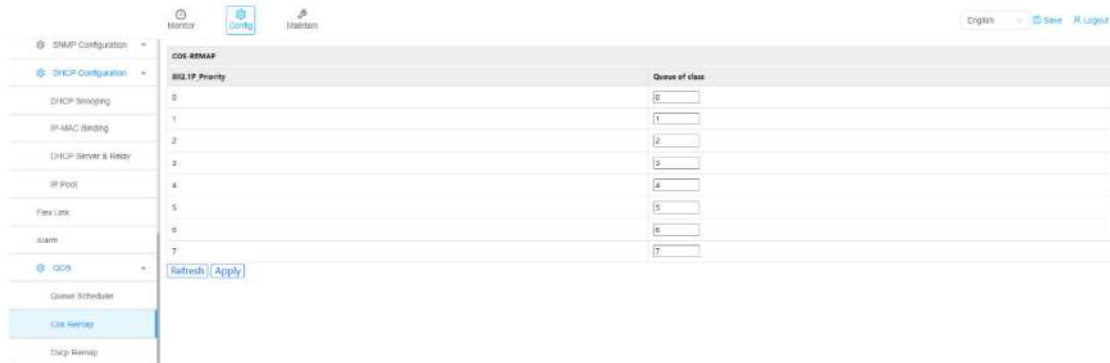 Monitor
Config
Maintain
English
Save
Logout
SNMP Configuration
DHCP Configuration
DHCP Snooping
IP-MAC Binding
DHCP Server & Relay
IP Pool
Flex Link
Alarm
QOS
Queue Scheduler
Cos Remap
Dscp Remap
COS-REMAP
802.1P_Priority Queue of class
0 0
1 1
2 2
3 3
4 4
5 5
6 6
7 7
Refresh Apply